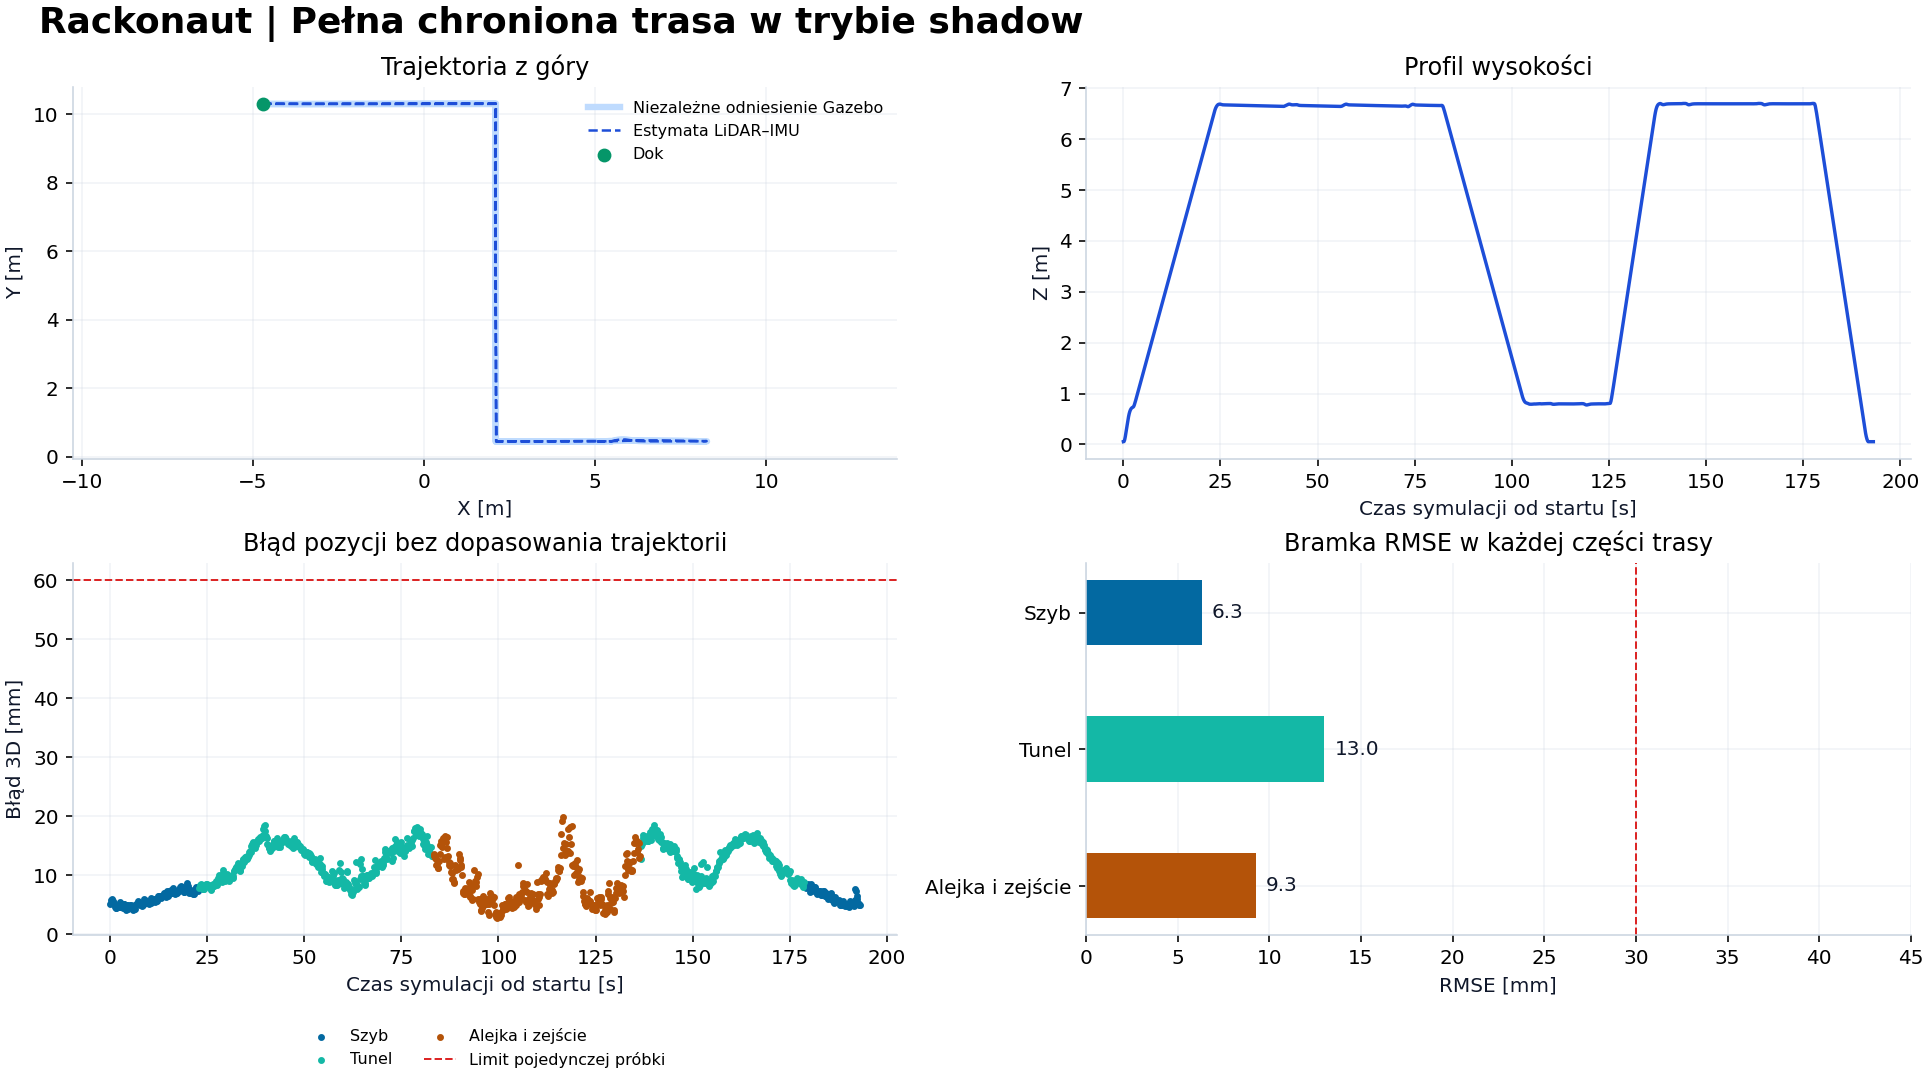 Rackonaut | Pełna chroniona trasa w trybie shadow
Trajektoria z góry
Y [m]
10
8
6
4
2
0
−10
−5
0
5
10
X [m]
Niezależne odniesienie Gazebo
Estymata LiDAR–IMU
Dok
Profil wysokości
Z [m]
7
6
5
4
3
2
1
0
0
25
50
75
100
125
150
175
200
Czas symulacji od startu [s]
Błąd pozycji bez dopasowania trajektorii
Błąd 3D [mm]
60
50
40
30
20
10
0
0
25
50
75
100
125
150
175
200
Czas symulacji od startu [s]
Szyb
Tunel
Alejka i zejście
Limit pojedynczej próbki
Bramka RMSE w każdej części trasy
Szyb
6.3
Tunel
13.0
Alejka i zejście
9.3
0
5
10
15
20
25
30
35
40
45
RMSE [mm]